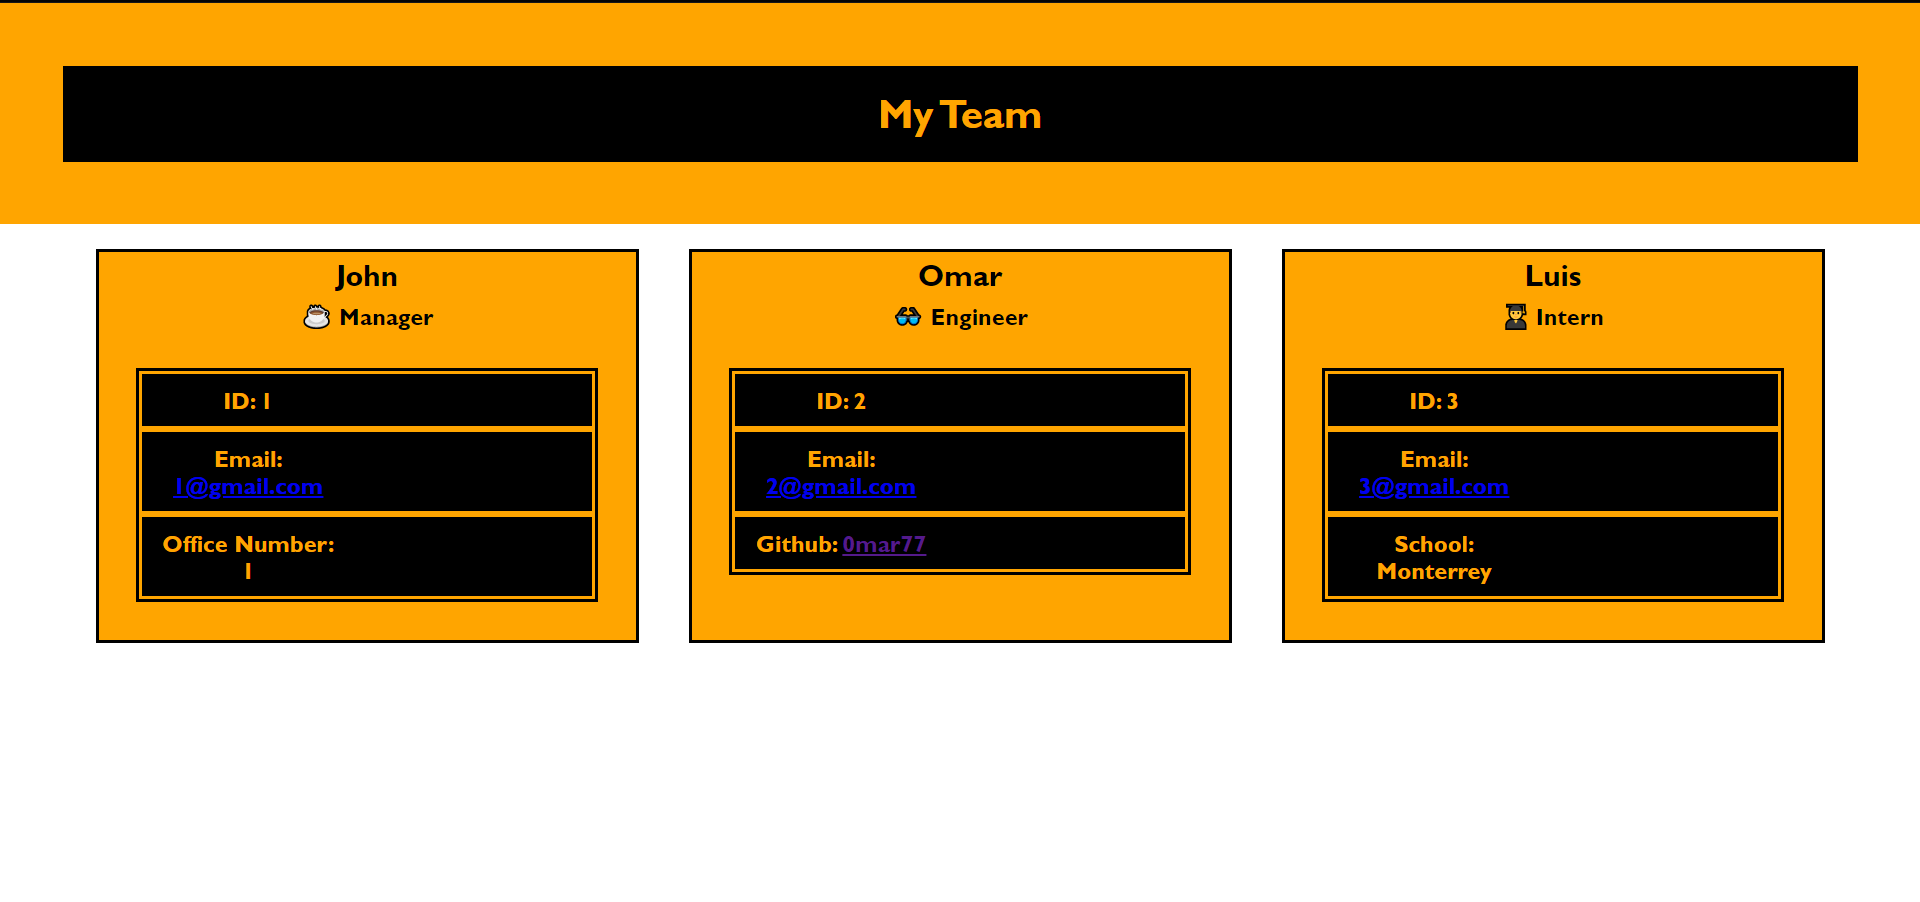 My Team
John
Manager
ID: 1
Email:
1@gmail.com
Office Number:
1
Omar
Engineer
ID: 2
Email:
2@gmail.com
Github: 0mar77
Luis
Intern
ID: 3
Email:
3@gmail.com
School:
Monterrey